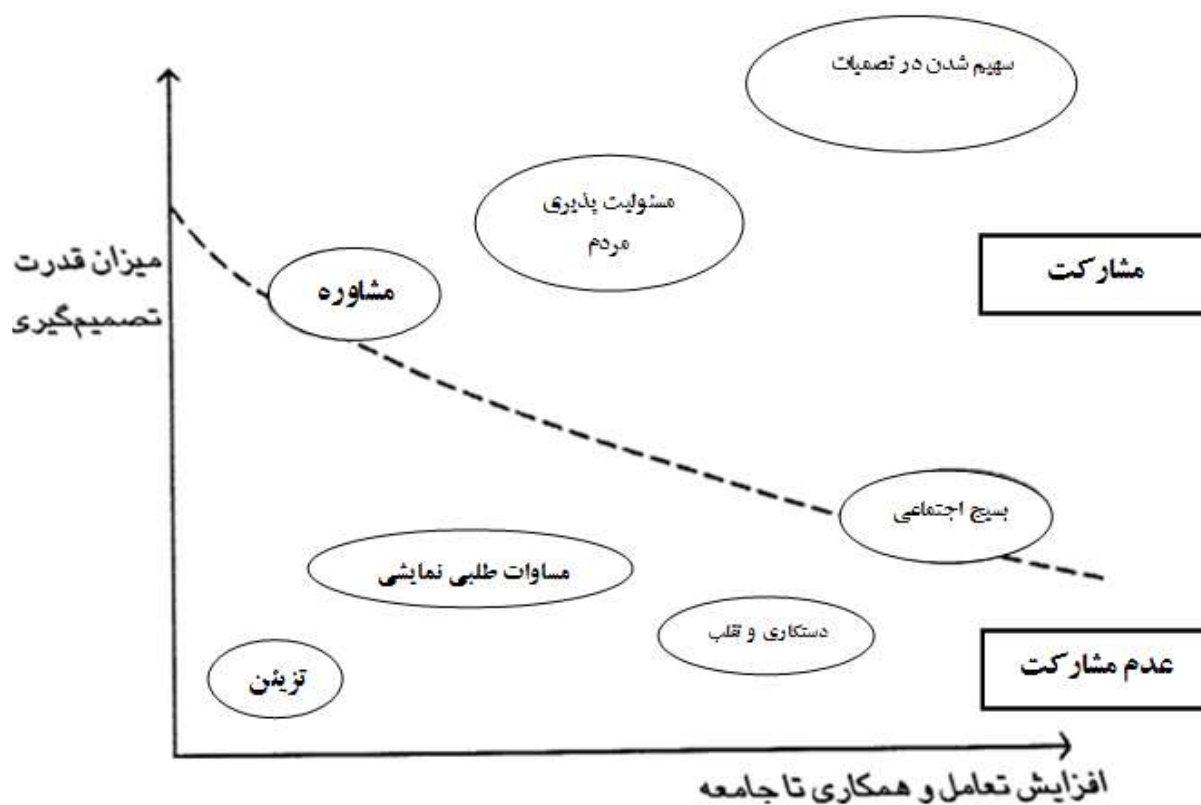 سهیم شدن در تصمیات
مسئولیت پذیری
مردم
مشارکت
میزان قدرت
تصمیم‌گیری
مشاوره
بسیج اجتماعی
مساوات طلبی نمایشی
دستکاری و تقلب
عدم مشارکت
تزیئن
افزایش تعامل و همکاری تا جامعه